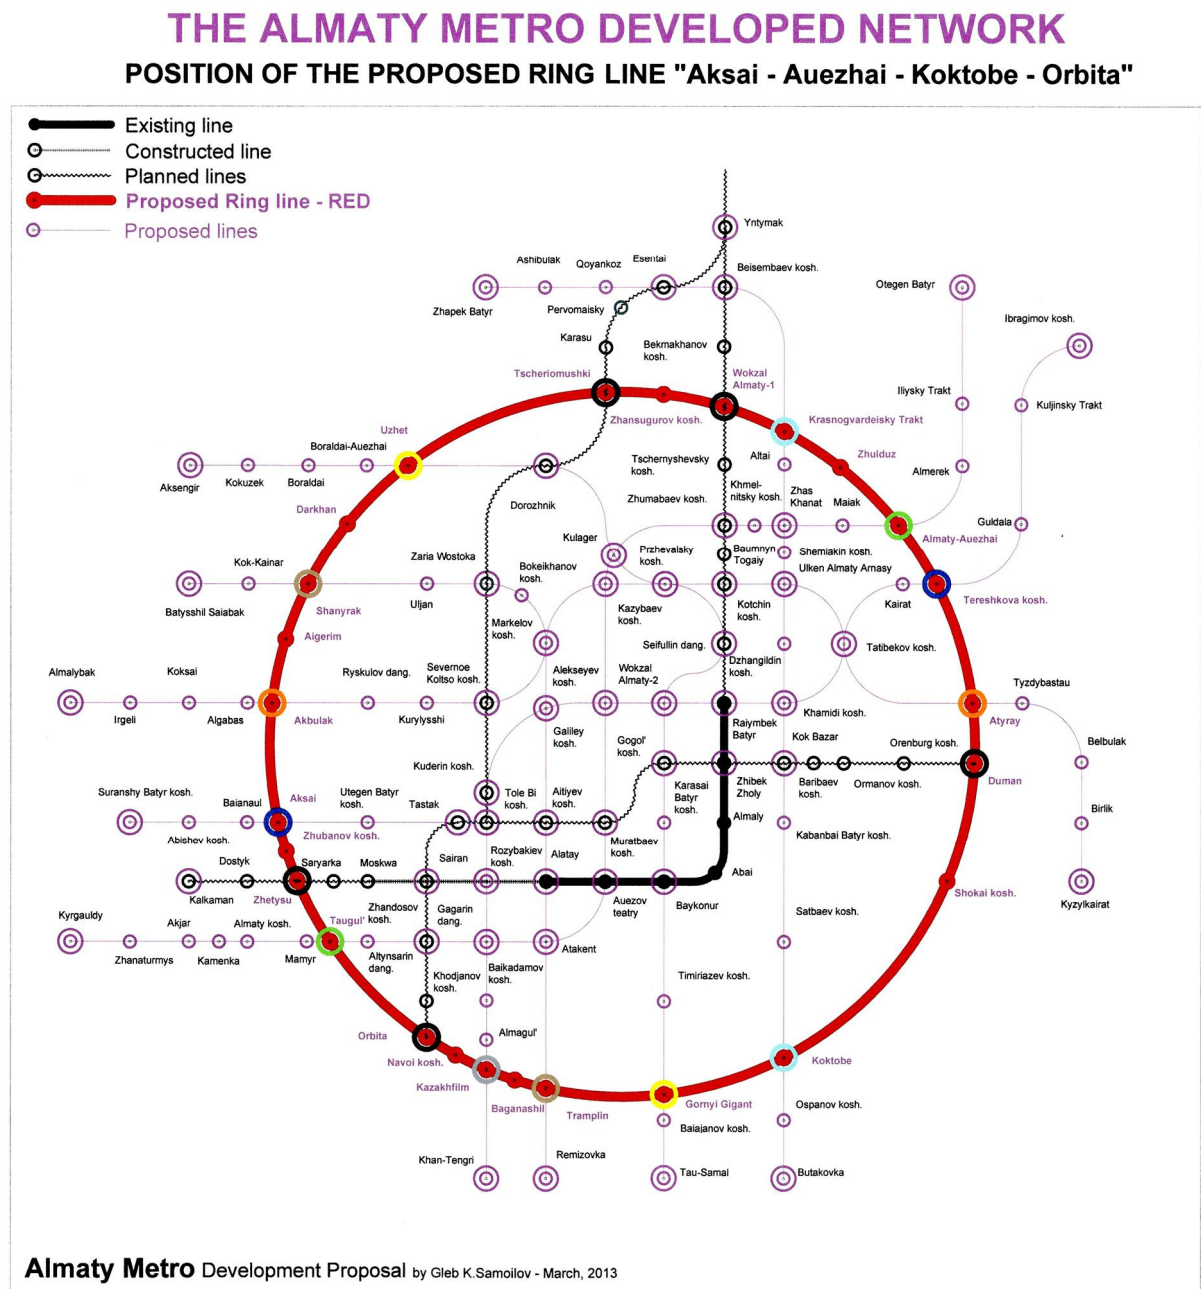 THE ALMATY METRO DEVELOPED NETWORK
POSITION OF THE PROPOSED RING LINE "Aksai - Auezhai - Koktobe - Orbita"
Existing line
Constructed line
Planned lines
Proposed Ring line - RED
Proposed lines
Yntymak
Ashibulak
Qoyankoz
Esentai
Beisembaev kosh.
Zhapek Batyr
Pervomaisky
Otegen Batyr
Ibragimov kosh.
Karasu
Bekmakhanov
kosh.
Tscheriomushki
Wokzal
Almaty-1
Iliysky Trakt
Kuljinsky Trakt
Zhansugurov kosh.
Krasnogvardeisky Trakt
Uzhet
Boraldai-Auezhai
Aksengir
Kokuzek
Boraldai
Tschernyshevsky
kosh.
Altai
Zhulduz
Almerek
Dorozhnik
Zhumabaev kosh.
Khmel-
nitsky kosh.
Zhas
Khanat
Maiak
Darkhan
Guldala
Kulager
Almaty-Auezhai
Kok-Kainar
Zaria Wostoka
Bokeikhanov
kosh.
Przhevalsky
kosh.
Baumnyn
Togaiy
Shemiakin kosh.
Ulken Almaty Arnasy
Batysshil Saiabak
Shanyrak
Uljan
Kazybaev
kosh.
Kotchin
kosh.
Kairat
Tereshkova kosh.
Markelov
kosh.
Aigerim
Seifullin dang.
Tatibekov kosh.
Almalybak
Koksai
Ryskulov dang.
Severnoe
Koltso kosh.
Alekseyev
kosh.
Wokzal
Almaty-2
Dzhangildin
kosh.
Tyzdybastau
Irgeli
Algabas
Akbulak
Kurylysshi
Galiley
kosh.
Raiymbek
Batyr
Khamidi kosh.
Atyray
Gogol'
kosh.
Kok Bazar
Orenburg kosh.
Belbulak
Kuderin kosh.
Suranshy Batyr kosh.
Baianaul
Aksai
Utegen Batyr
kosh.
Tastak
Tole Bi
kosh.
Aitiyev
kosh.
Karasai
Batyr
kosh.
Zhibek
Zholy
Baribaev
kosh.
Ormanov kosh.
Duman
Birlik
Abishev kosh.
Zhubanov kosh.
Muratbaev
kosh.
Almaly
Kabanbai Batyr kosh.
Dostyk
Saryarka
Moskwa
Sairan
Rozybakiev
kosh.
Alatay
Abai
Kalkaman
Zhetysu
Zhandosov
kosh.
Gagarin
dang.
Auezov
teatry
Baykonur
Shokai kosh.
Kyzylkairat
Kyrgauldy
Akjar
Almaty kosh.
Taugul'
Satbaev kosh.
Zhanaturmys
Kamenka
Mamyr
Altynsarin
dang.
Baikadamov
kosh.
Atakent
Khodjanov
kosh.
Timiriazev kosh.
Orbita
Almagul'
Navoi kosh.
Kazakhfilm
Koktobe
Baganashil
Tramplin
Gornyi Gigant
Ospanov kosh.
Baiajanov kosh.
Khan-Tengri
Remizovka
Tau-Samal
Butakovka
Almaty Metro Development Proposal by Gleb K.Samoilov - March, 2013